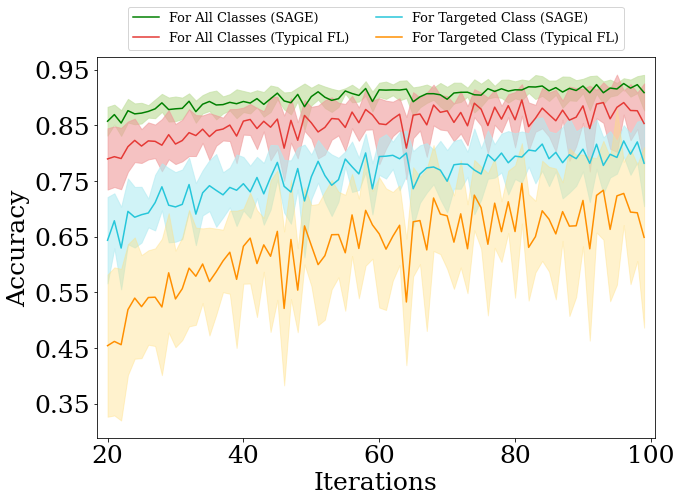 For All Classes (SAGE) For Targeted Class (SAGE)
For All Classes (Typical FL) For Targeted Class (Typical FL)
0.95
0.85
0.75
0.65
0.55
0.45
0.35
Accuracy
20 40 60 80 100
Iterations